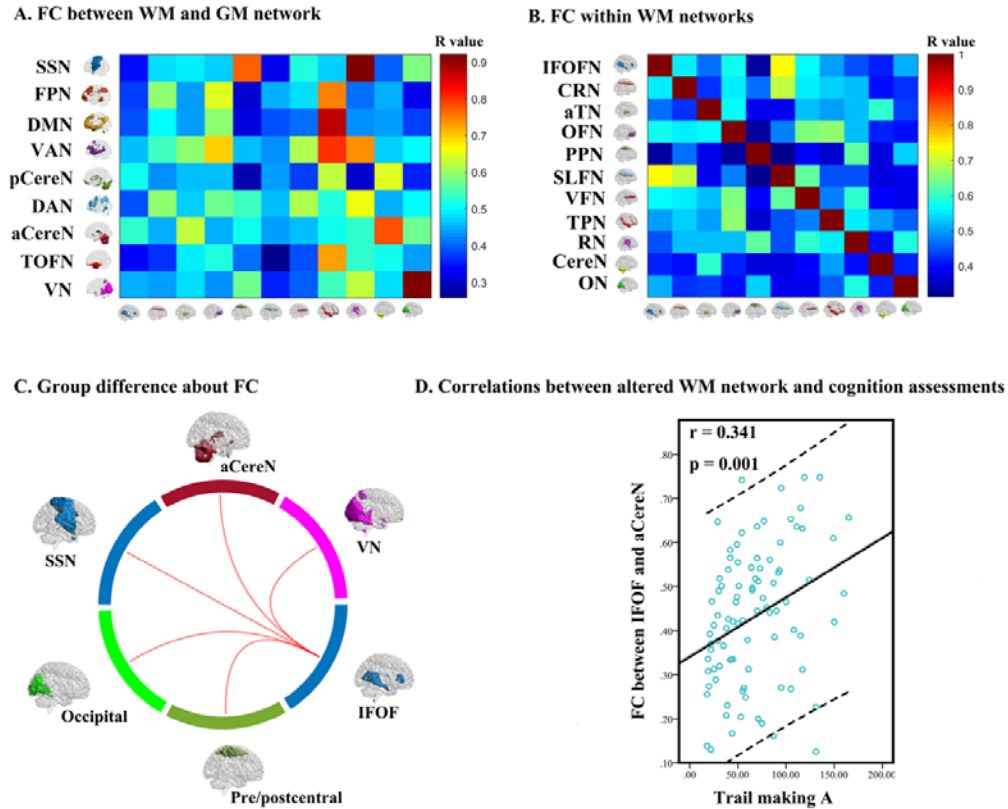 A. FC between WM and GM network
R value
SSN
FPN
DMN
VAN
pCereN
DAN
aCereN
TOFN
VN
0.9
0.8
0.7
0.6
0.5
0.4
0.3
B. FC within WM networks
R value
IFOFN
CRN
aTN
OFN
PPN
SLFN
VFN
TPN
RN
CereN
ON
1
0.9
0.8
0.7
0.6
0.5
0.4
C. Group difference about FC
aCereN
SSN
VN
Occipital
IFOF
Pre/postcentral
D. Correlations between altered WM network and cognition assessments
r = 0.341
p = 0.001
FC between IFOF and aCereN
.80
.70
.60
.50
.40
.30
.20
.10
.00 50.00 100.00 150.00 200.00
Trail making A